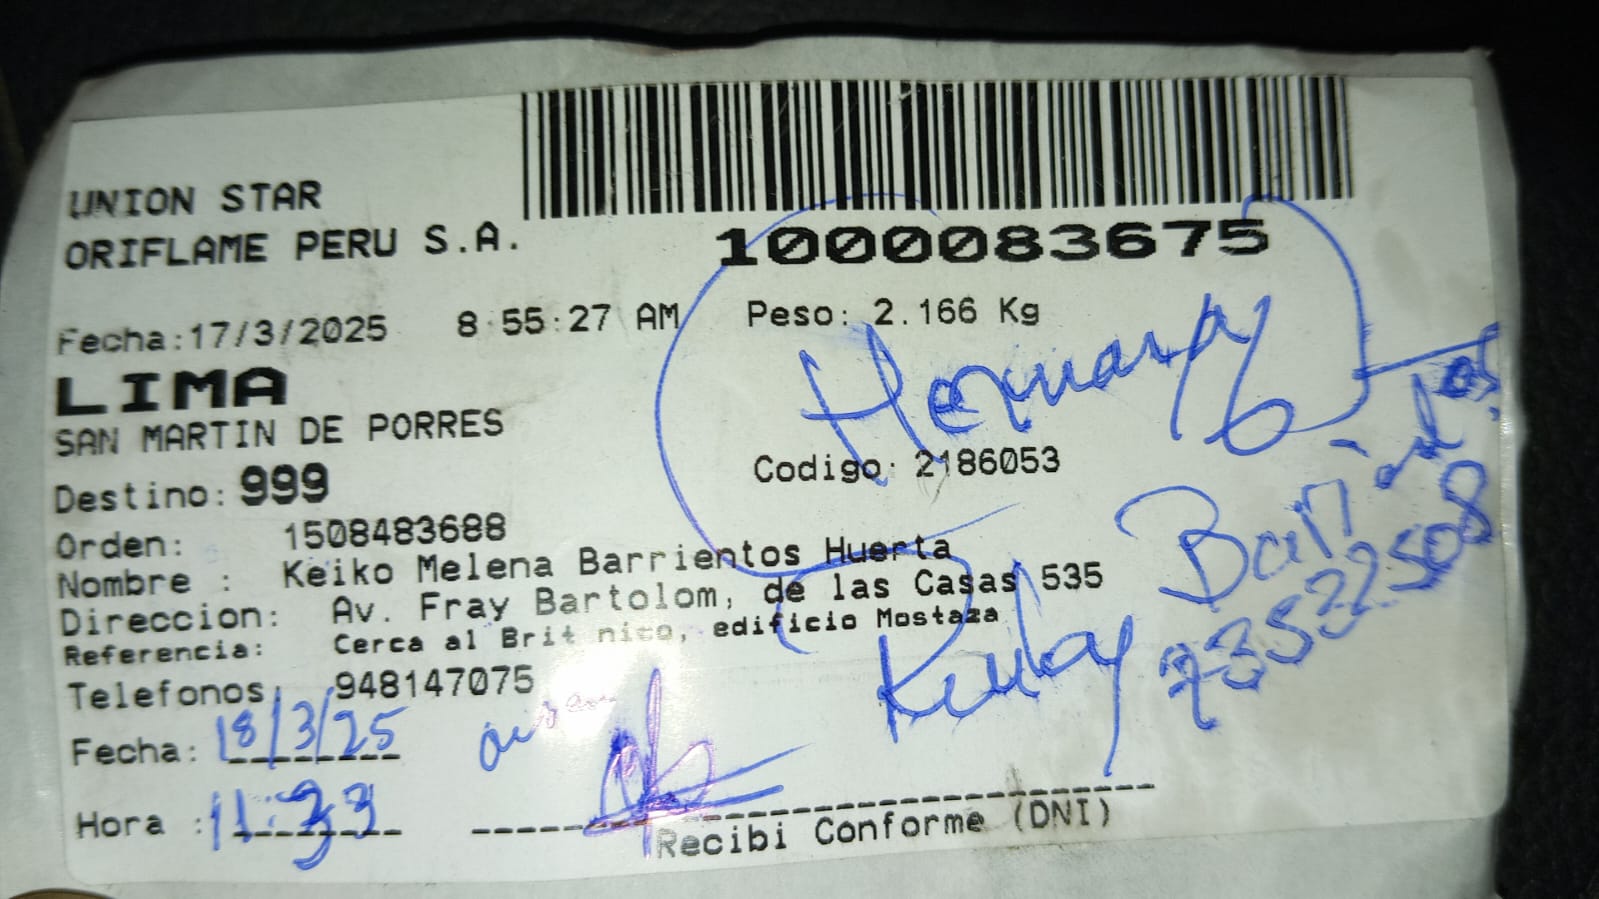 UNION STAR
ORIFLAME PERU S.A.
1000083675
Fecha:17/3/2025 8:55:27 AM Peso: 2.166 Kg
LIMA
SAN MARTIN DE PORRES
Hermana
Destino: 999 Codigo: 2186053
Orden: 1508483688
Nombre : Keiko Melena Barrientos Huerta
Direccion: Av. Fray Bartolom, de las Casas 535
Referencia: Cerca al Brit nico, edificio Mostaza
Telefonos: 948147075
Fecha: 18/3/25
Hora : 11:33
Recibi Conforme (DNI)